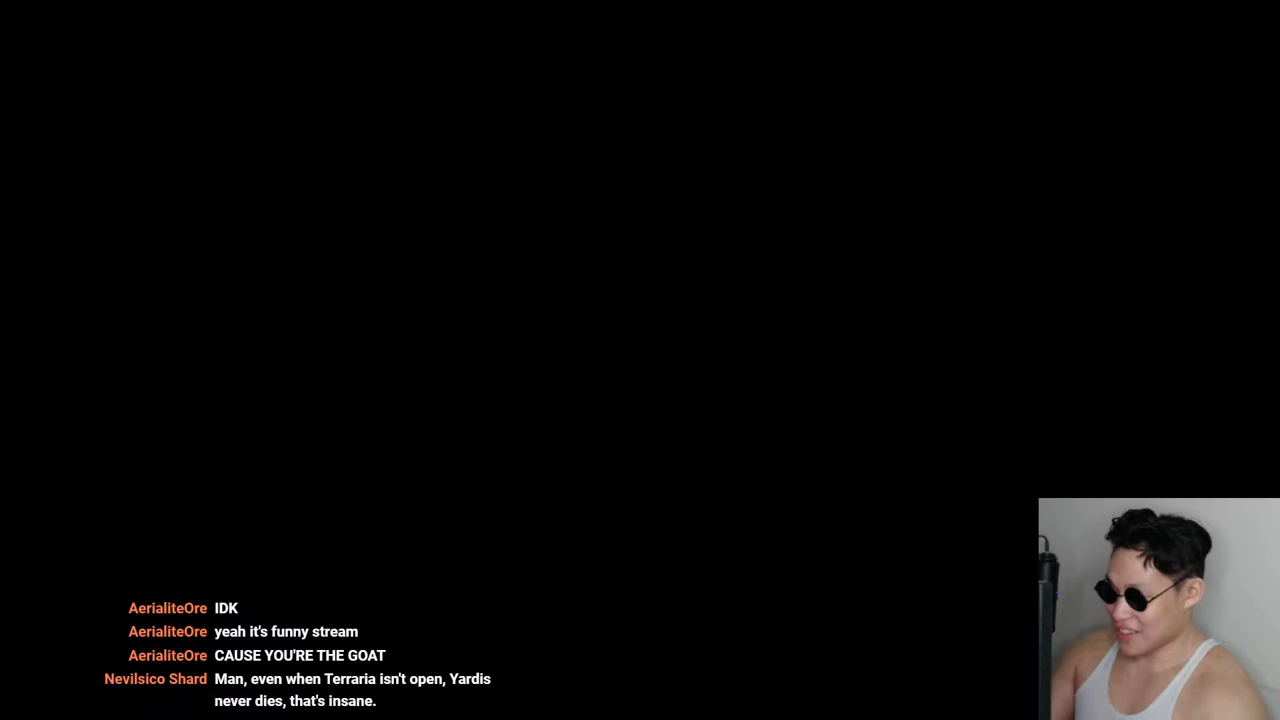 AerialiteOre IDK
AerialiteOre yeah it's funny stream
AerialiteOre CAUSE YOU'RE THE GOAT
Nevilsico Shard Man, even when Terraria isn't open, Yardis
never dies, that's insane.